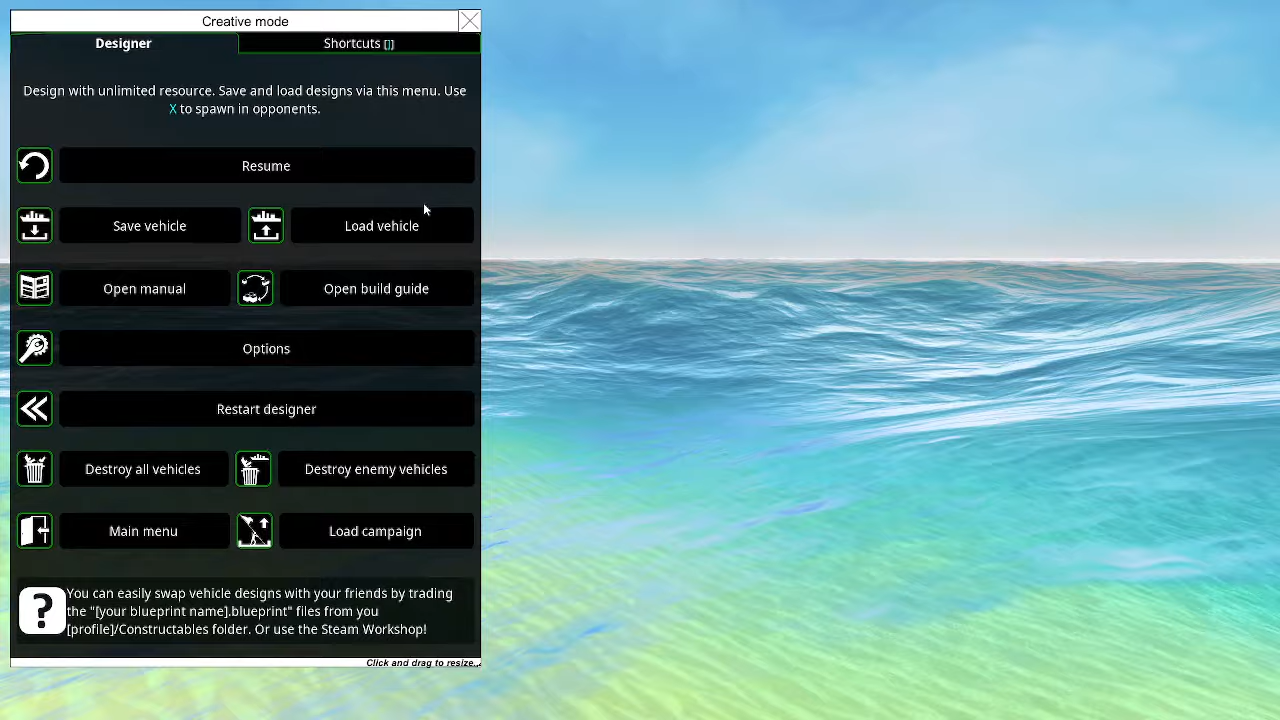 Creative mode
Designer
Shortcuts []]
Design with unlimited resource. Save and load designs via this menu. Use
X to spawn in opponents.
Resume
Save vehicle
Load vehicle
Open manual
Open build guide
Options
Restart designer
Destroy all vehicles
Destroy enemy vehicles
Main menu
Load campaign
?
You can easily swap vehicle designs with your friends by trading
the "[your blueprint name].blueprint" files from you
[profile]/Constructables folder. Or use the Steam Workshop!
Click and drag to resize...